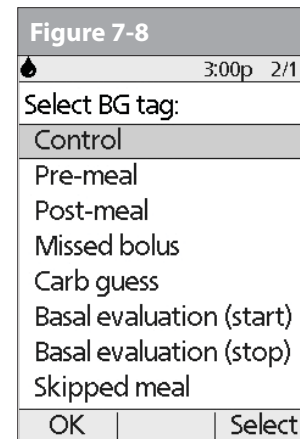 Figure 7-8
3:00p 2/1
Select BG tag:
Control
Pre-meal
Post-meal
Missed bolus
Carb guess
Basal evaluation (start)
Basal evaluation (stop)
Skipped meal
OK Select